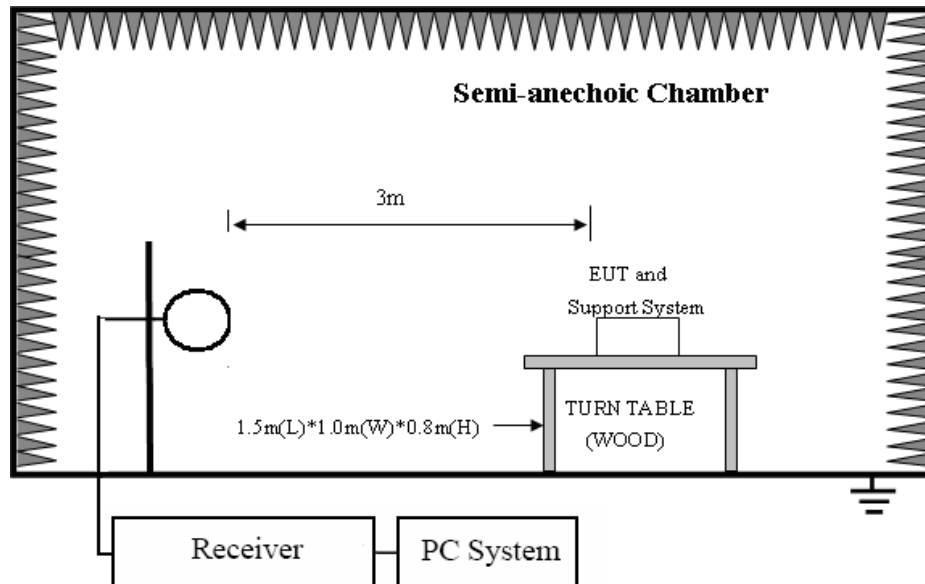 Semi-anechoic Chamber
3m
EUT and
Support System
1.5m(L)*1.0m(W)*0.8m(H)
TURN TABLE
(WOOD)
Receiver
PC System